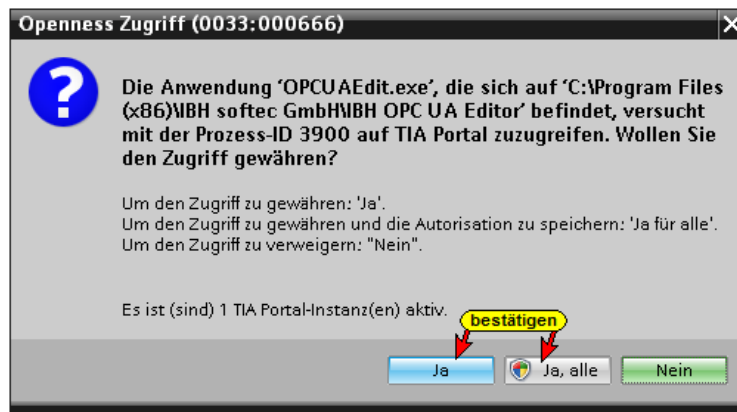 Openness Zugriff (0033:000666)
Die Anwendung 'OPCUAEdit.exe', die sich auf 'C:\Program Files
(x86)\IBH softec GmbH\IBH OPC UA Editor' befindet, versucht
mit der Prozess-ID 3900 auf TIA Portal zuzugreifen. Wollen Sie
den Zugriff gewähren?
Um den Zugriff zu gewähren: 'Ja'.
Um den Zugriff zu gewähren und die Autorisation zu speichern: 'Ja für alle'.
Um den Zugriff zu verweigern: "Nein".
Es ist (sind) 1 TIA Portal-Instanz(en) aktiv.
bestätigen
Ja
Ja, alle
Nein